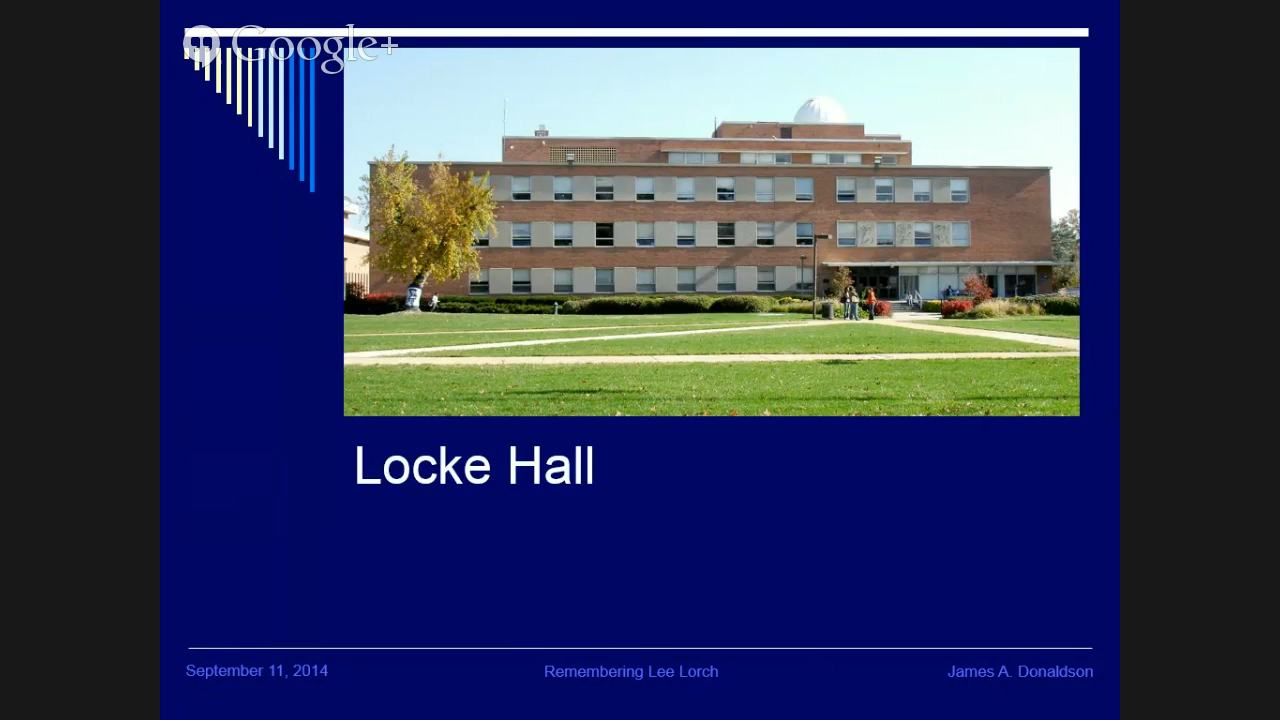 Google+
Locke Hall
September 11, 2014
Remembering Lee Lorch
James A. Donaldson